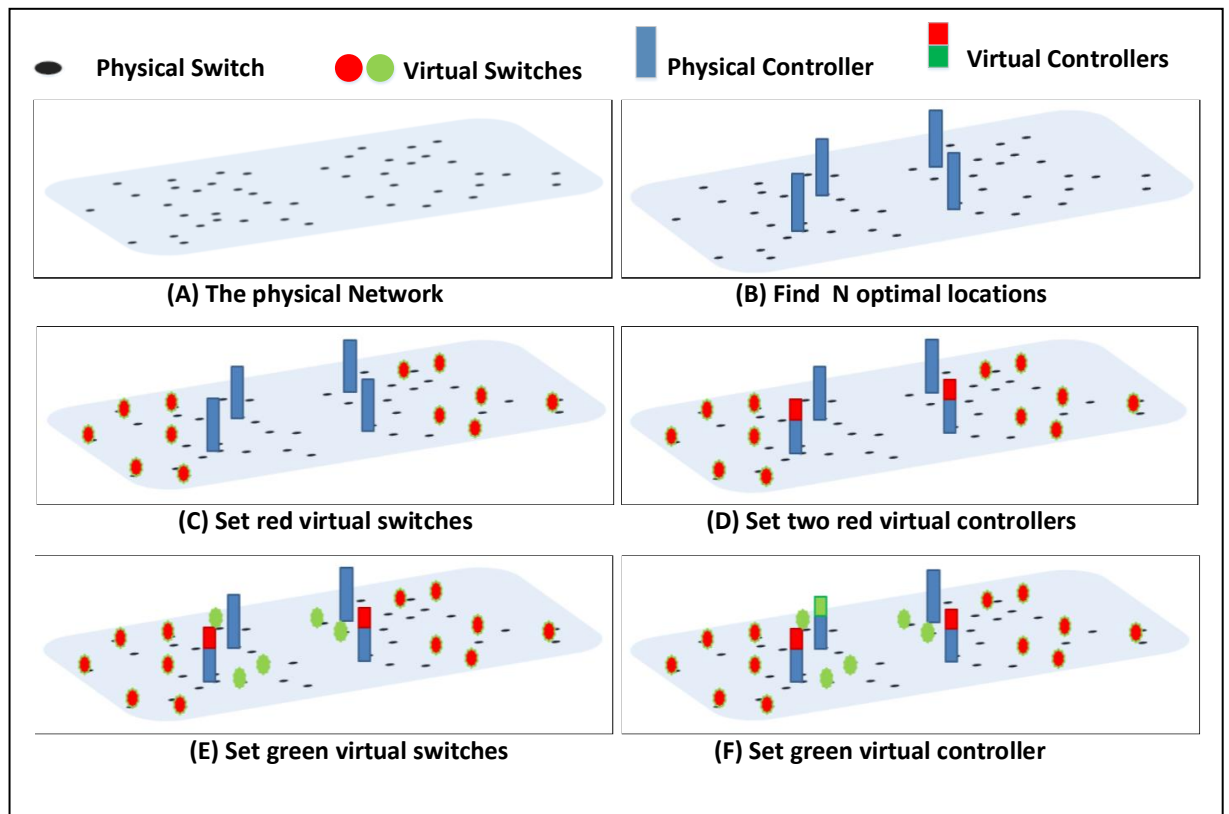 Physical Switch
Virtual Switches
Physical Controller
Virtual Controllers
(A) The physical Network
(B) Find N optimal locations
(C) Set red virtual switches
(D) Set two red virtual controllers
(E) Set green virtual switches
(F) Set green virtual controller